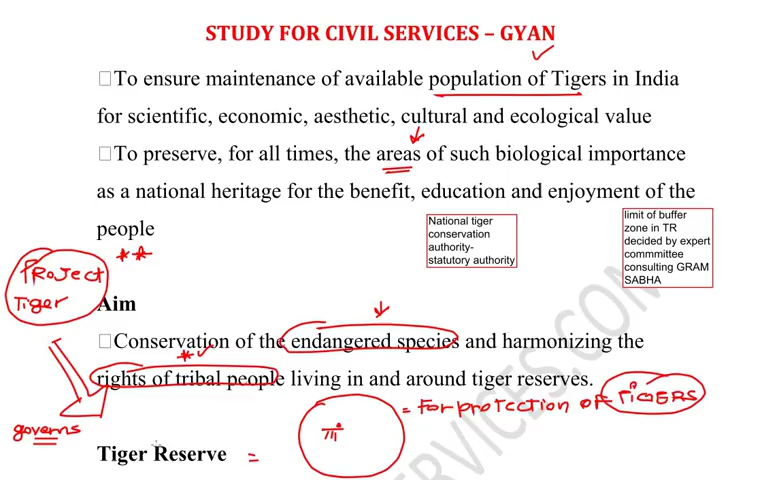 STUDY FOR CIVIL SERVICES – GYAN
To ensure maintenance of available population of Tigers in India
for scientific, economic, aesthetic, cultural and ecological value
To preserve, for all times, the areas of such biological importance
as a national heritage for the benefit, education and enjoyment of the
people
National tiger
conservation
authority-
statutory authority
limit of buffer
zone in TR
decided by expert
commmittee
consulting GRAM
SABHA
PROJECT
Tiger
Aim
Conservation of the endangered species and harmonizing the
rights of tribal people living in and around tiger reserves.
= For protection of TIGERS
governs
Tiger Reserve =
SERVICES.COM